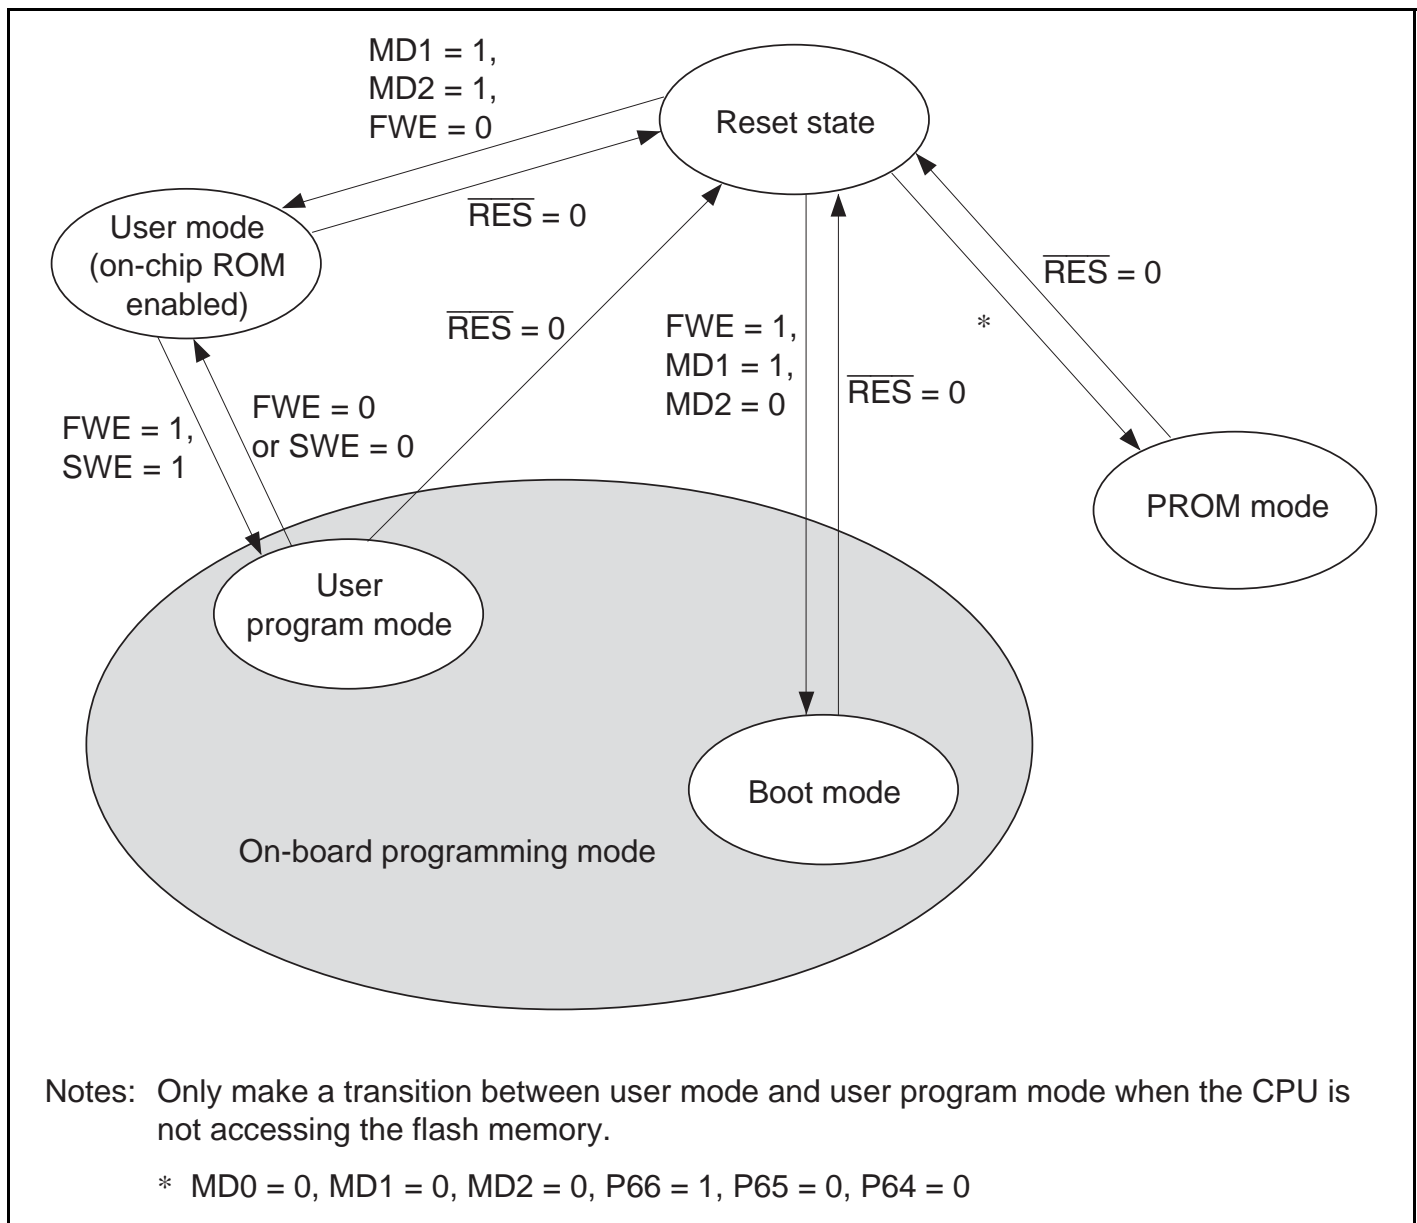 MD1 = 1,
MD2 = 1,
FWE = 0
Reset state
R̅E̅S̅ = 0
User mode
(on-chip ROM
enabled)
R̅E̅S̅ = 0
R̅E̅S̅ = 0
*
FWE = 1,
MD1 = 1,
MD2 = 0
R̅E̅S̅ = 0
FWE = 0
or SWE = 0
FWE = 1,
SWE = 1
PROM mode
User
program mode
Boot mode
On-board programming mode
Notes: Only make a transition between user mode and user program mode when the CPU is
not accessing the flash memory.
* MD0 = 0, MD1 = 0, MD2 = 0, P66 = 1, P65 = 0, P64 = 0